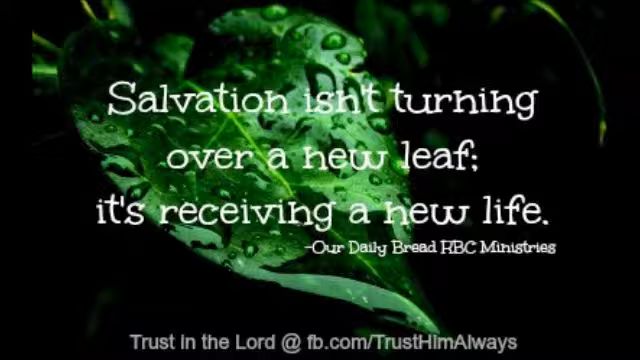 Salvation isn't turning
over a new leaf;
it's receiving a new life.
-Our Daily Bread RBC Ministries
Trust in the Lord @ fb.com/TrustHimAlways